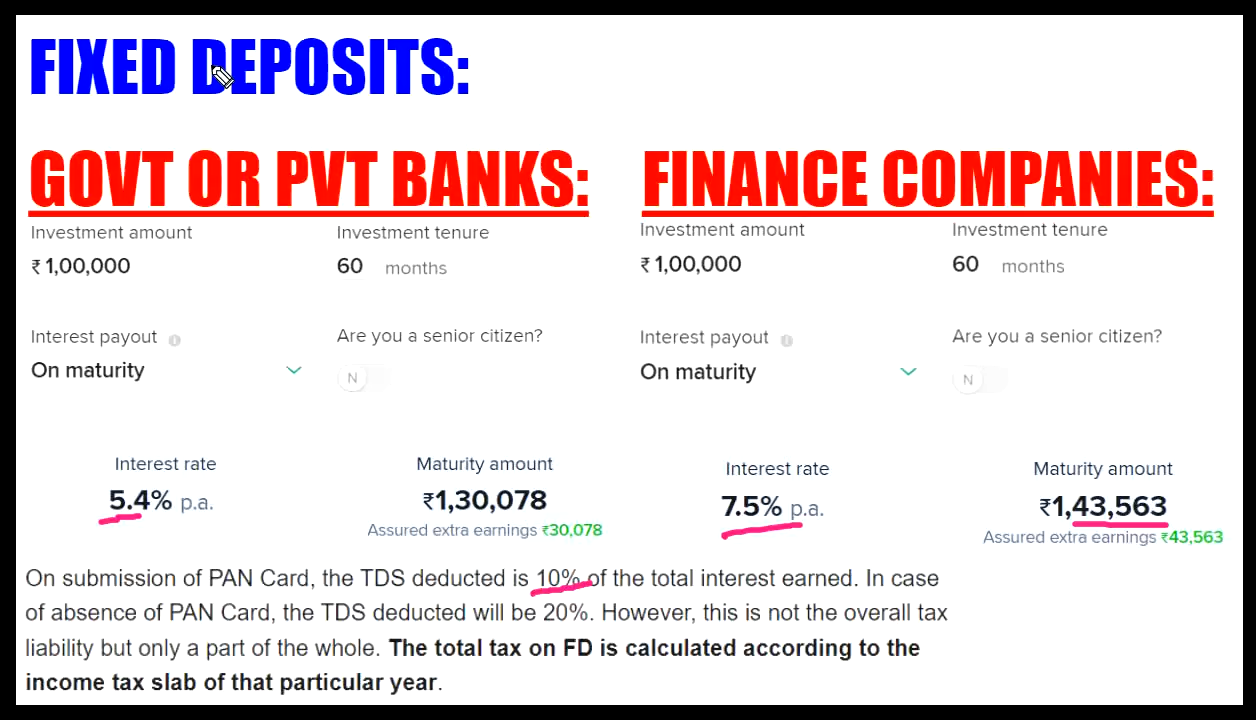 FIXED DEPOSITS:
GOVT OR PVT BANKS:
Investment amount
Investment tenure
₹1,00,000
60 months
Interest payout i
Are you a senior citizen?
On maturity
N
Interest rate
Maturity amount
5.4% p.a.
₹1,30,078
Assured extra earnings ₹30,078
FINANCE COMPANIES:
Investment amount
Investment tenure
₹1,00,000
60 months
Interest payout i
Are you a senior citizen?
On maturity
N
Interest rate
Maturity amount
7.5% p.a.
₹1,43,563
Assured extra earnings ₹43,563
On submission of PAN Card, the TDS deducted is 10% of the total interest earned. In case
of absence of PAN Card, the TDS deducted will be 20%. However, this is not the overall tax
liability but only a part of the whole. The total tax on FD is calculated according to the
income tax slab of that particular year.